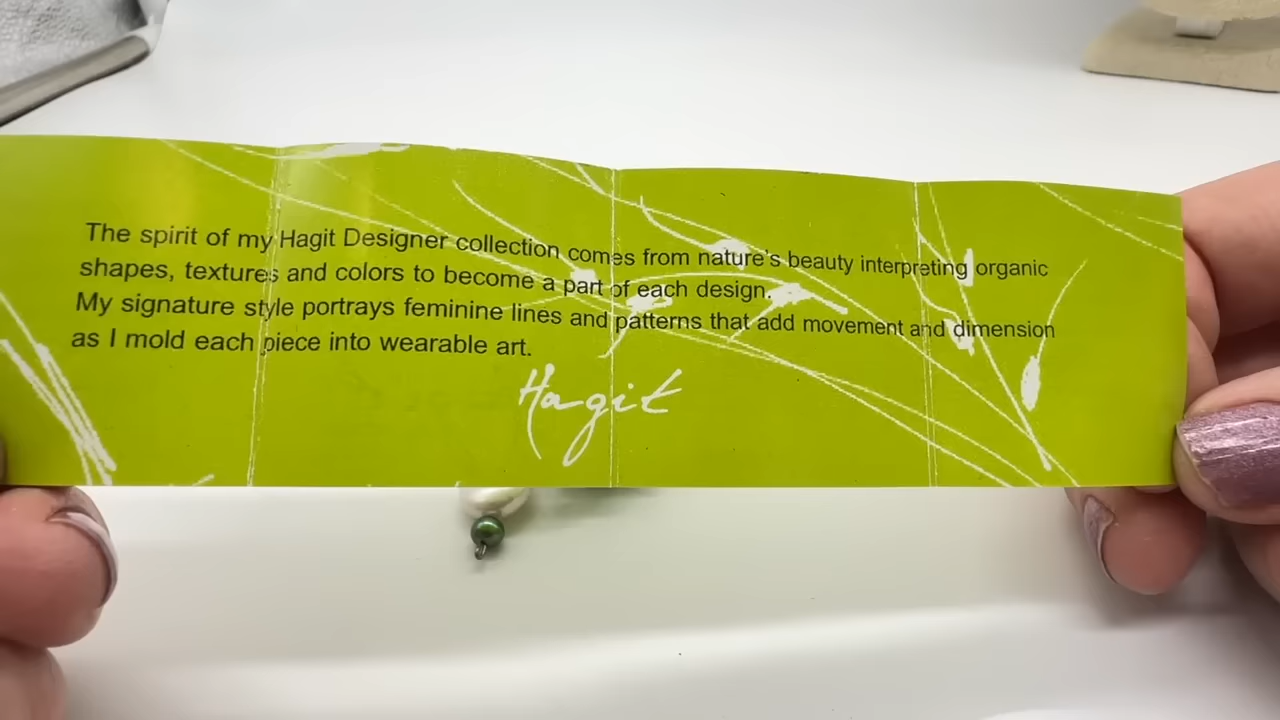 The spirit of my Hagit Designer collection comes from nature's beauty interpreting organic
shapes, textures and colors to become a part of each design.
My signature style portrays feminine lines and patterns that add movement and dimension
as I mold each piece into wearable art.
Hagit